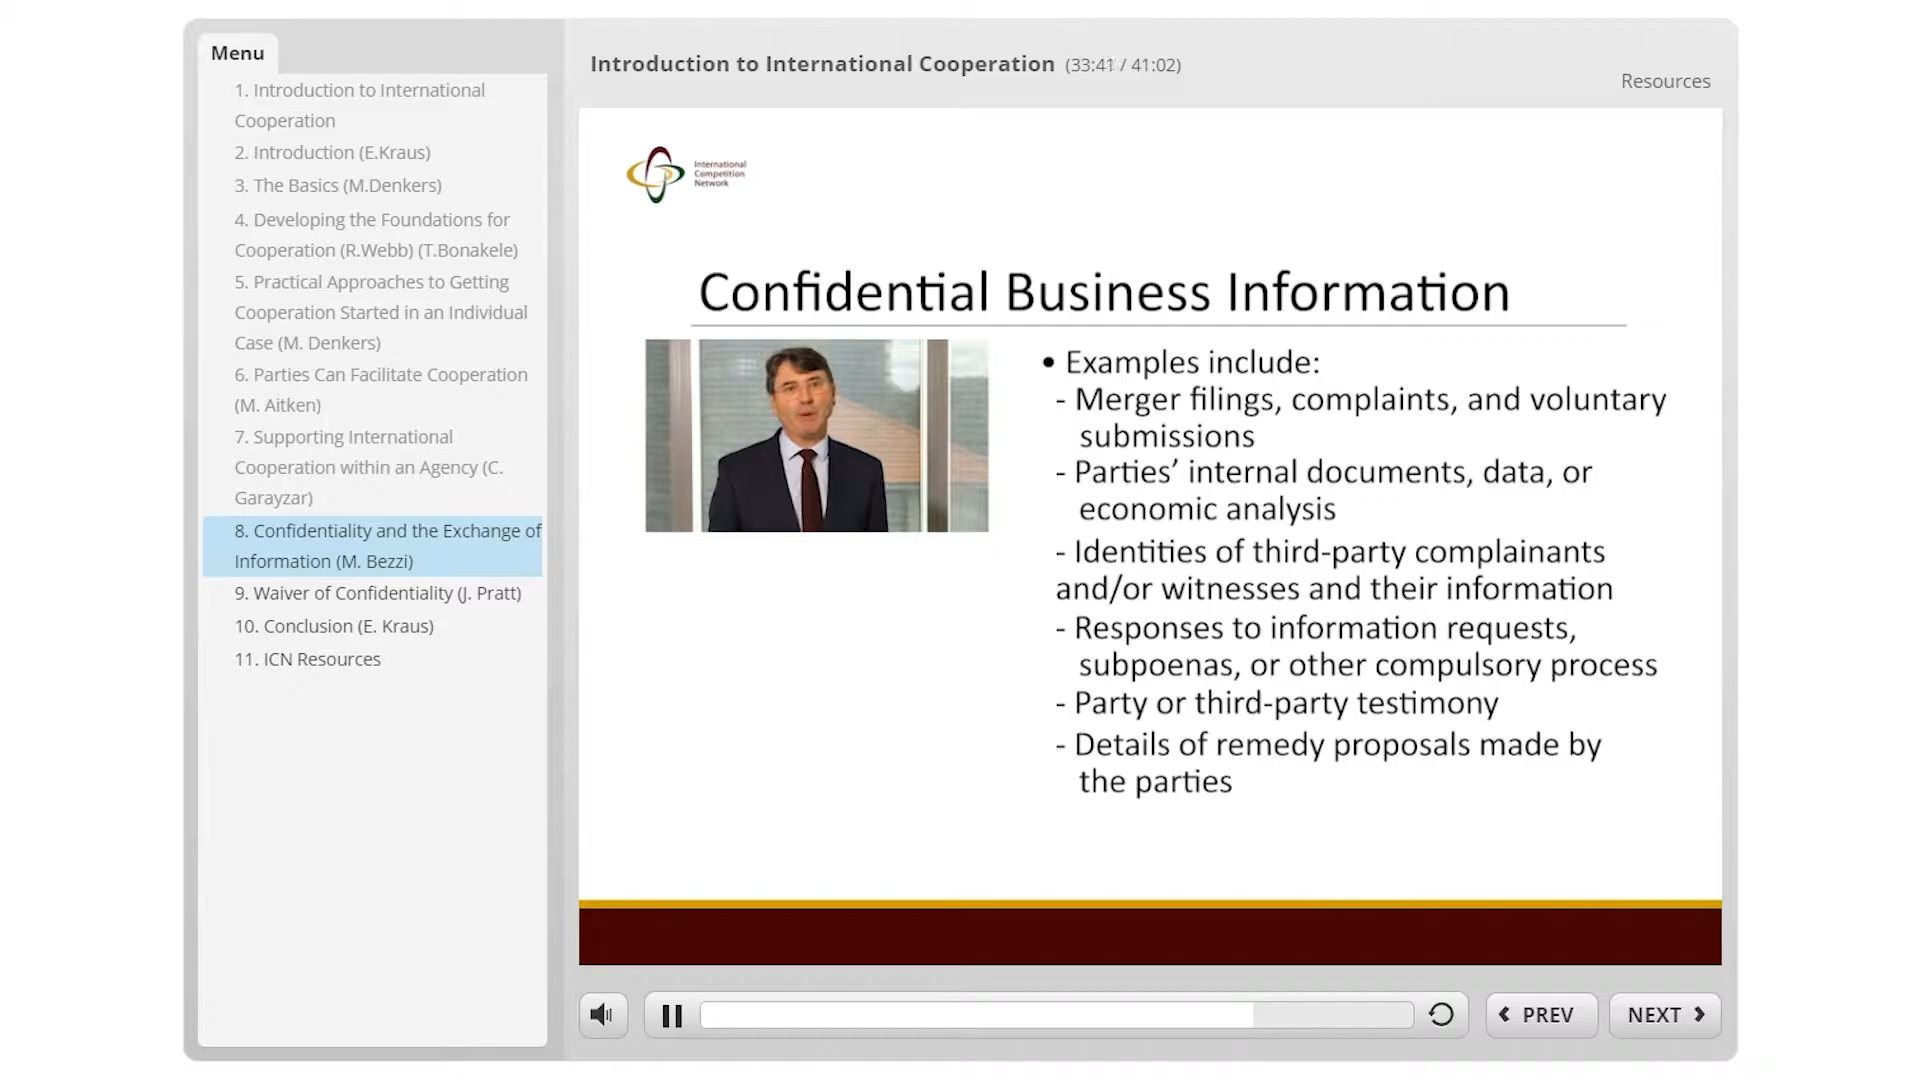 Menu
1. Introduction to International
Cooperation
2. Introduction (E.Kraus)
3. The Basics (M.Denkers)
4. Developing the Foundations for
Cooperation (R.Webb) (T.Bonakele)
5. Practical Approaches to Getting
Cooperation Started in an Individual
Case (M. Denkers)
6. Parties Can Facilitate Cooperation
(M. Aitken)
7. Supporting International
Cooperation within an Agency (C.
Garayzar)
8. Confidentiality and the Exchange of
Information (M. Bezzi)
9. Waiver of Confidentiality (J. Pratt)
10. Conclusion (E. Kraus)
11. ICN Resources
Introduction to International Cooperation (33:41 / 41:02)
Resources
International
Competition
Network
Confidential Business Information
• Examples include:
- Merger filings, complaints, and voluntary
submissions
- Parties’ internal documents, data, or
economic analysis
- Identities of third-party complainants
and/or witnesses and their information
- Responses to information requests,
subpoenas, or other compulsory process
- Party or third-party testimony
- Details of remedy proposals made by
the parties
PREV
NEXT